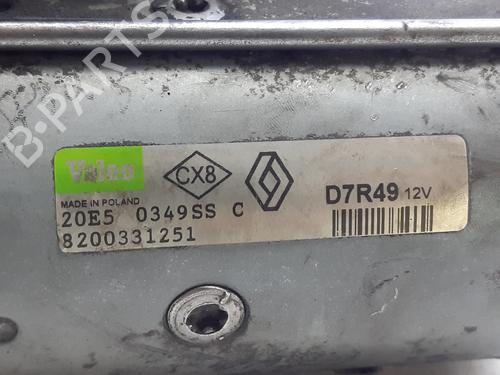 B-PARTS
Valeo
CX8
MADE IN POLAND
20E5 0349SS C
8200331251
D7R49 12V